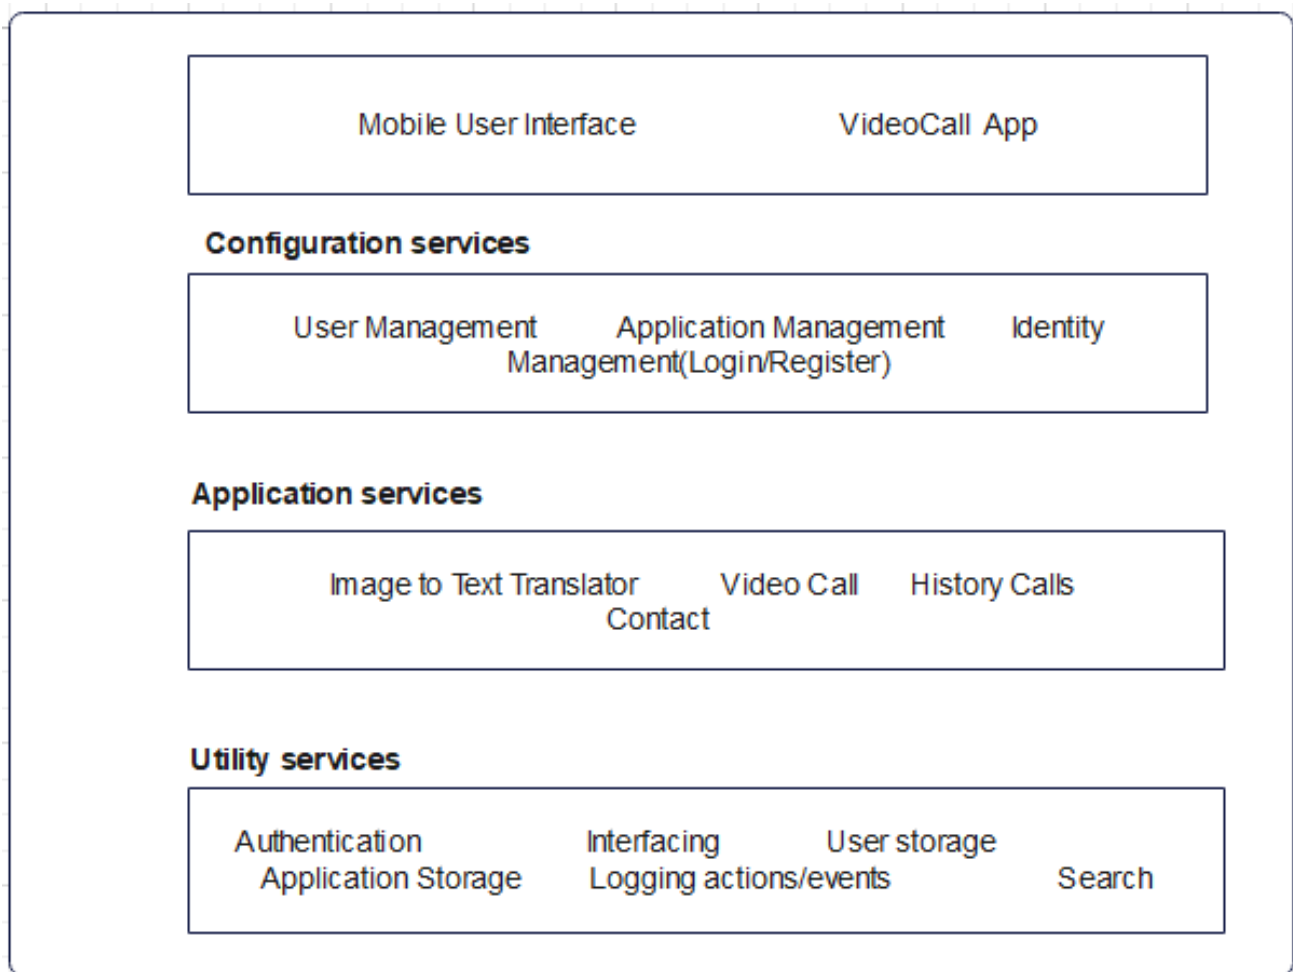 Mobile User Interface VideoCall App
Configuration services
User Management Application Management Identity
Management(Login/Register)
Application services
Image to Text Translator Video Call History Calls
Contact
Utility services
Authentication Interfacing User storage
Application Storage Logging actions/events Search